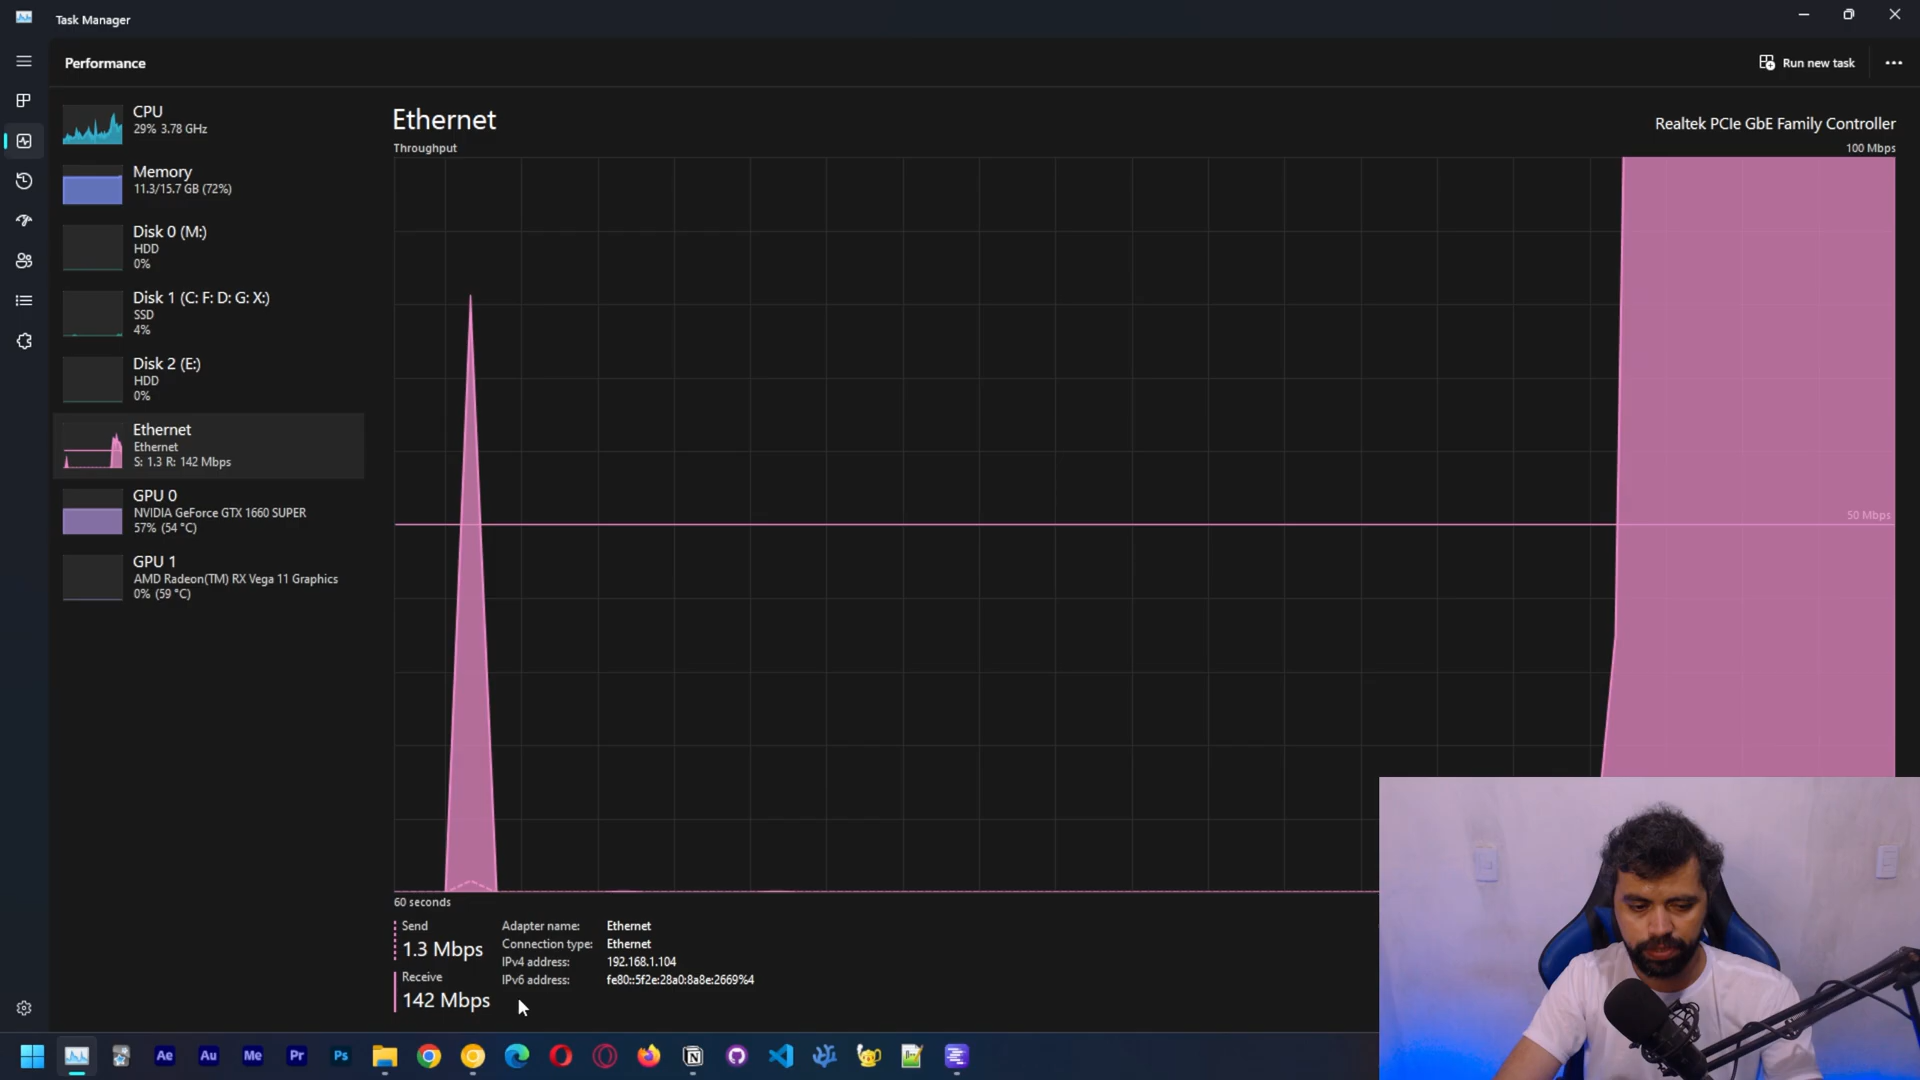 Task Manager
Performance
Run new task
CPU
29% 3.78 GHz
Memory
11.3/15.7 GB (72%)
Disk 0 (M:)
HDD
0%
Disk 1 (C: F: D: G: X:)
SSD
4%
Disk 2 (E:)
HDD
0%
Ethernet
Ethernet
S: 1.3 R: 142 Mbps
GPU 0
NVIDIA GeForce GTX 1660 SUPER
57% (54 °C)
GPU 1
AMD Radeon(TM) RX Vega 11 Graphics
0% (59 °C)
Ethernet
Realtek PCIe GbE Family Controller
Throughput
100 Mbps
50 Mbps
60 seconds
Send
1.3 Mbps
Receive
142 Mbps
Adapter name: Ethernet
Connection type: Ethernet
IPv4 address: 192.168.1.104
IPv6 address: fe80::5f2e:28a0:8a8e:2669%4
Ae
Au
Me
Pr
Ps